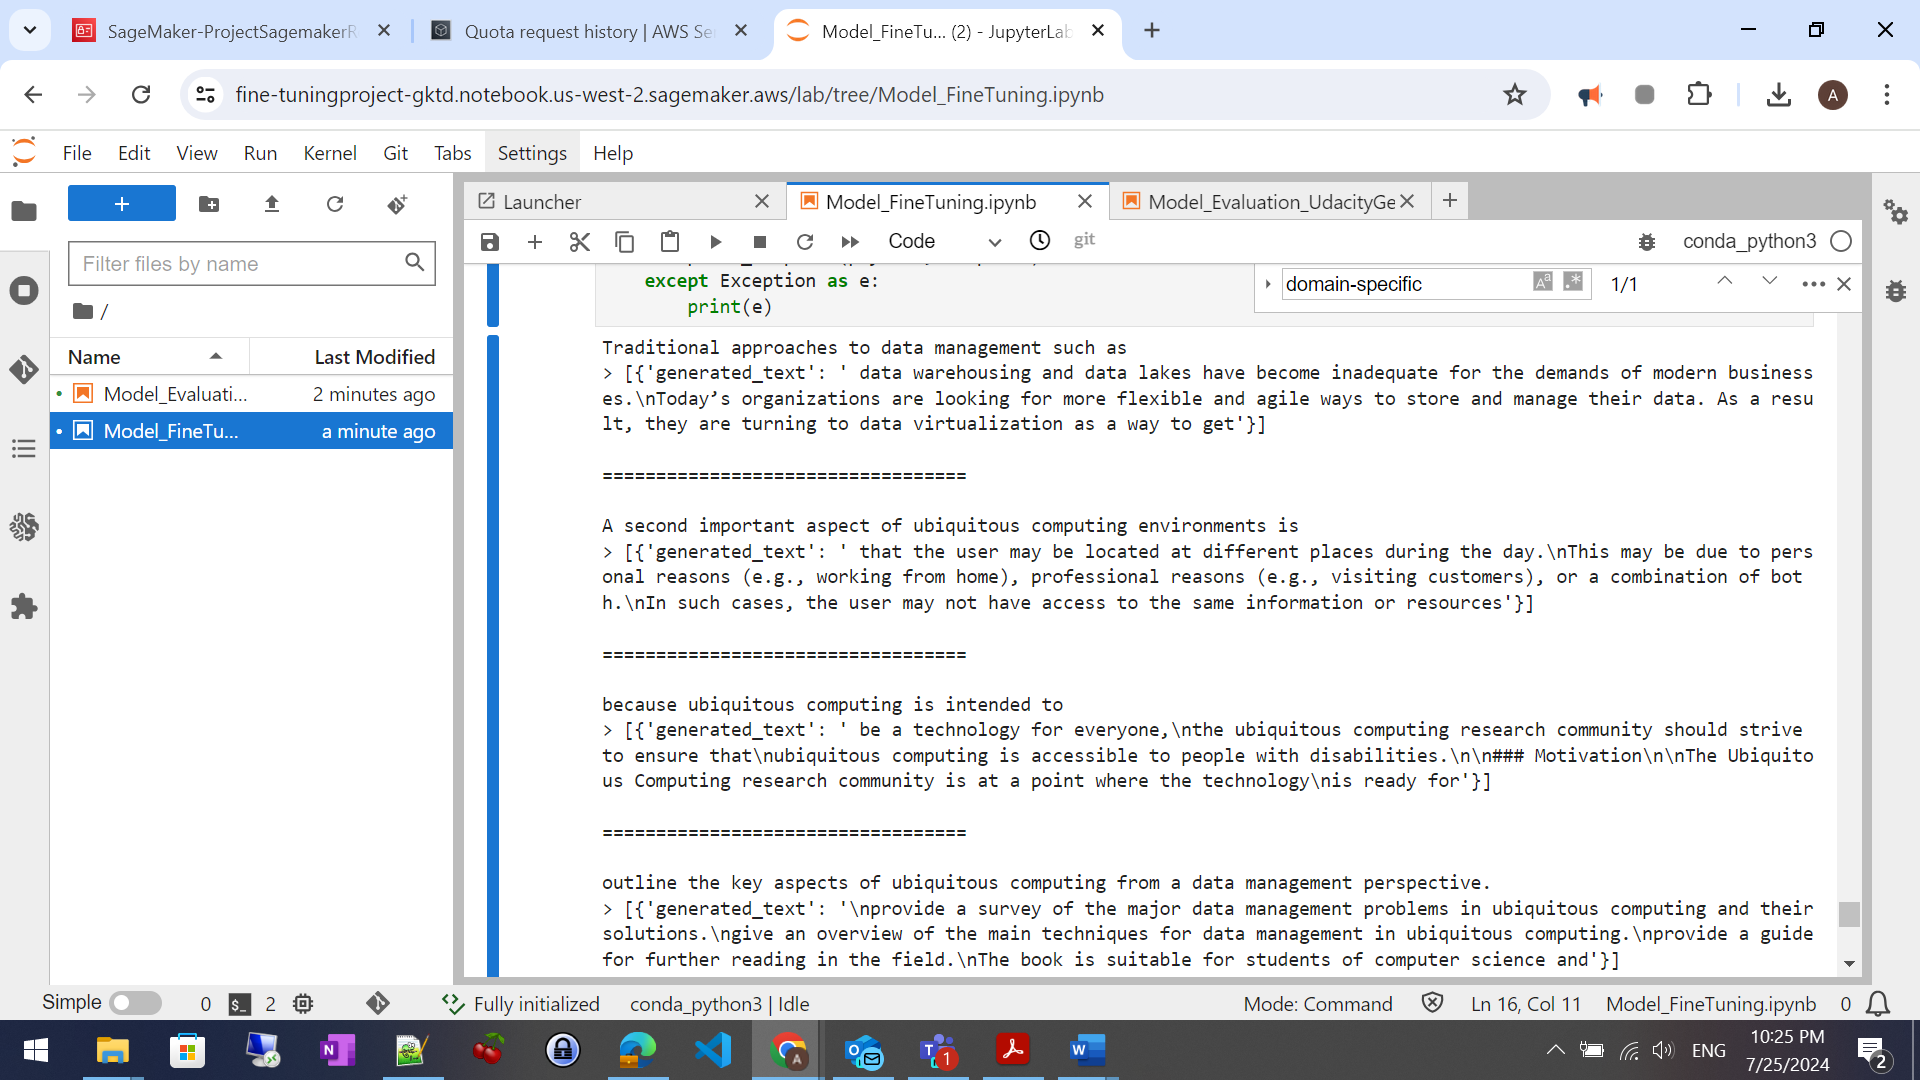 SageMaker-ProjectSagemakerR
Quota request history | AWS Se
Model_FineTu... (2) - JupyterLab
fine-tuningproject-gktd.notebook.us-west-2.sagemaker.aws/lab/tree/Model_FineTuning.ipynb
A
File Edit View Run Kernel Git Tabs Settings Help
Launcher
Model_FineTuning.ipynb
Model_Evaluation_UdacityGe
Code
git
conda_python3
Filter files by name
/
Name Last Modified
Model_Evaluati... 2 minutes ago
Model_FineTu... a minute ago
domain-specific
1/1
except Exception as e:
print(e)
Traditional approaches to data management such as
> [{'generated_text': ' data warehousing and data lakes have become inadequate for the demands of modern business
es.\nToday’s organizations are looking for more flexible and agile ways to store and manage their data. As a resu
lt, they are turning to data virtualization as a way to get'}]
==================================
A second important aspect of ubiquitous computing environments is
> [{'generated_text': ' that the user may be located at different places during the day.\nThis may be due to pers
onal reasons (e.g., working from home), professional reasons (e.g., visiting customers), or a combination of bot
h.\nIn such cases, the user may not have access to the same information or resources'}]
==================================
because ubiquitous computing is intended to
> [{'generated_text': ' be a technology for everyone,\nthe ubiquitous computing research community should strive
to ensure that\nubiquitous computing is accessible to people with disabilities.\n\n### Motivation\n\nThe Ubiquito
us Computing research community is at a point where the technology\nis ready for'}]
==================================
outline the key aspects of ubiquitous computing from a data management perspective.
> [{'generated_text': '\nprovide a survey of the major data management problems in ubiquitous computing and their
solutions.\ngive an overview of the main techniques for data management in ubiquitous computing.\nprovide a guide
for further reading in the field.\nThe book is suitable for students of computer science and'}]
Simple 0 2 Fully initialized conda_python3 | Idle Mode: Command Ln 16, Col 11 Model_FineTuning.ipynb 0
ENG
10:25 PM
7/25/2024
1
2